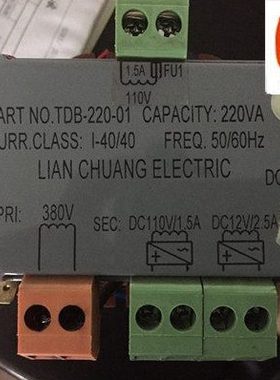 1.5A FU1
110V
ART NO.TDB-220-01 CAPACITY: 220VA
URR.CLASS: I-40/40 FREQ. 50/60Hz
LIAN CHUANG ELECTRIC
DC
PRI: 380V SEC: DC110V/1.5A DC12V/2.5A